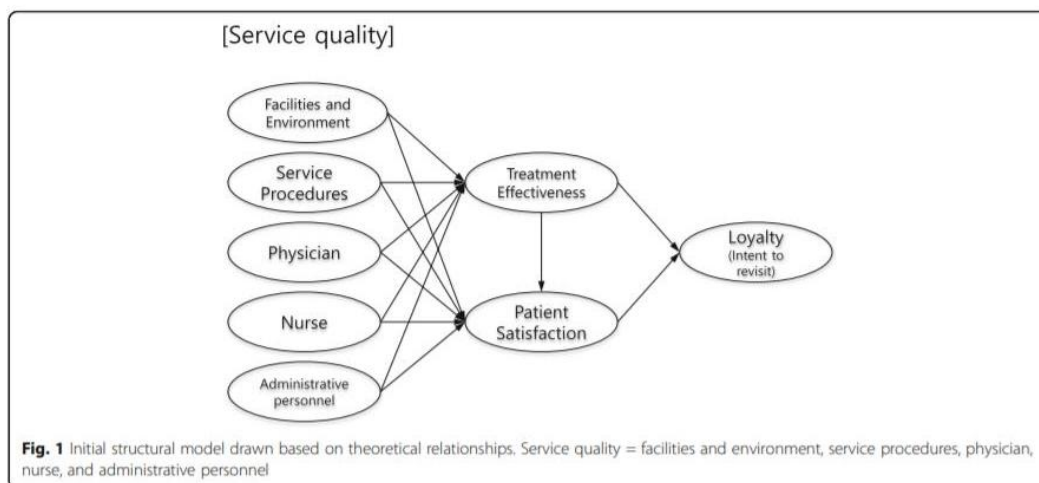 [Service quality]
Facilities and
Environment
Service
Procedures
Physician
Nurse
Administrative
personnel
Treatment
Effectiveness
Patient
Satisfaction
Loyalty
(Intent to
revisit)
Fig. 1 Initial structural model drawn based on theoretical relationships. Service quality = facilities and environment, service procedures, physician,
nurse, and administrative personnel